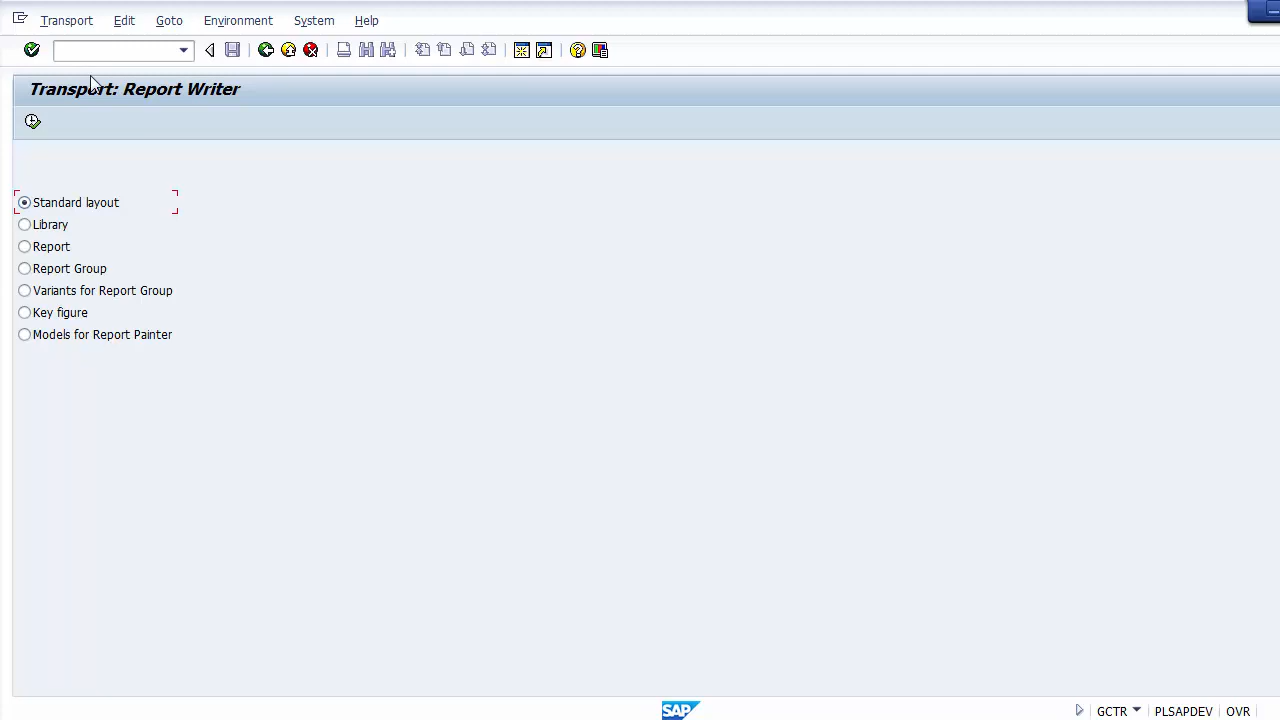 Transport Edit Goto Environment System Help
Transport: Report Writer
Standard layout
Library
Report
Report Group
Variants for Report Group
Key figure
Models for Report Painter
SAP GCTR PLSAPDEV OVR